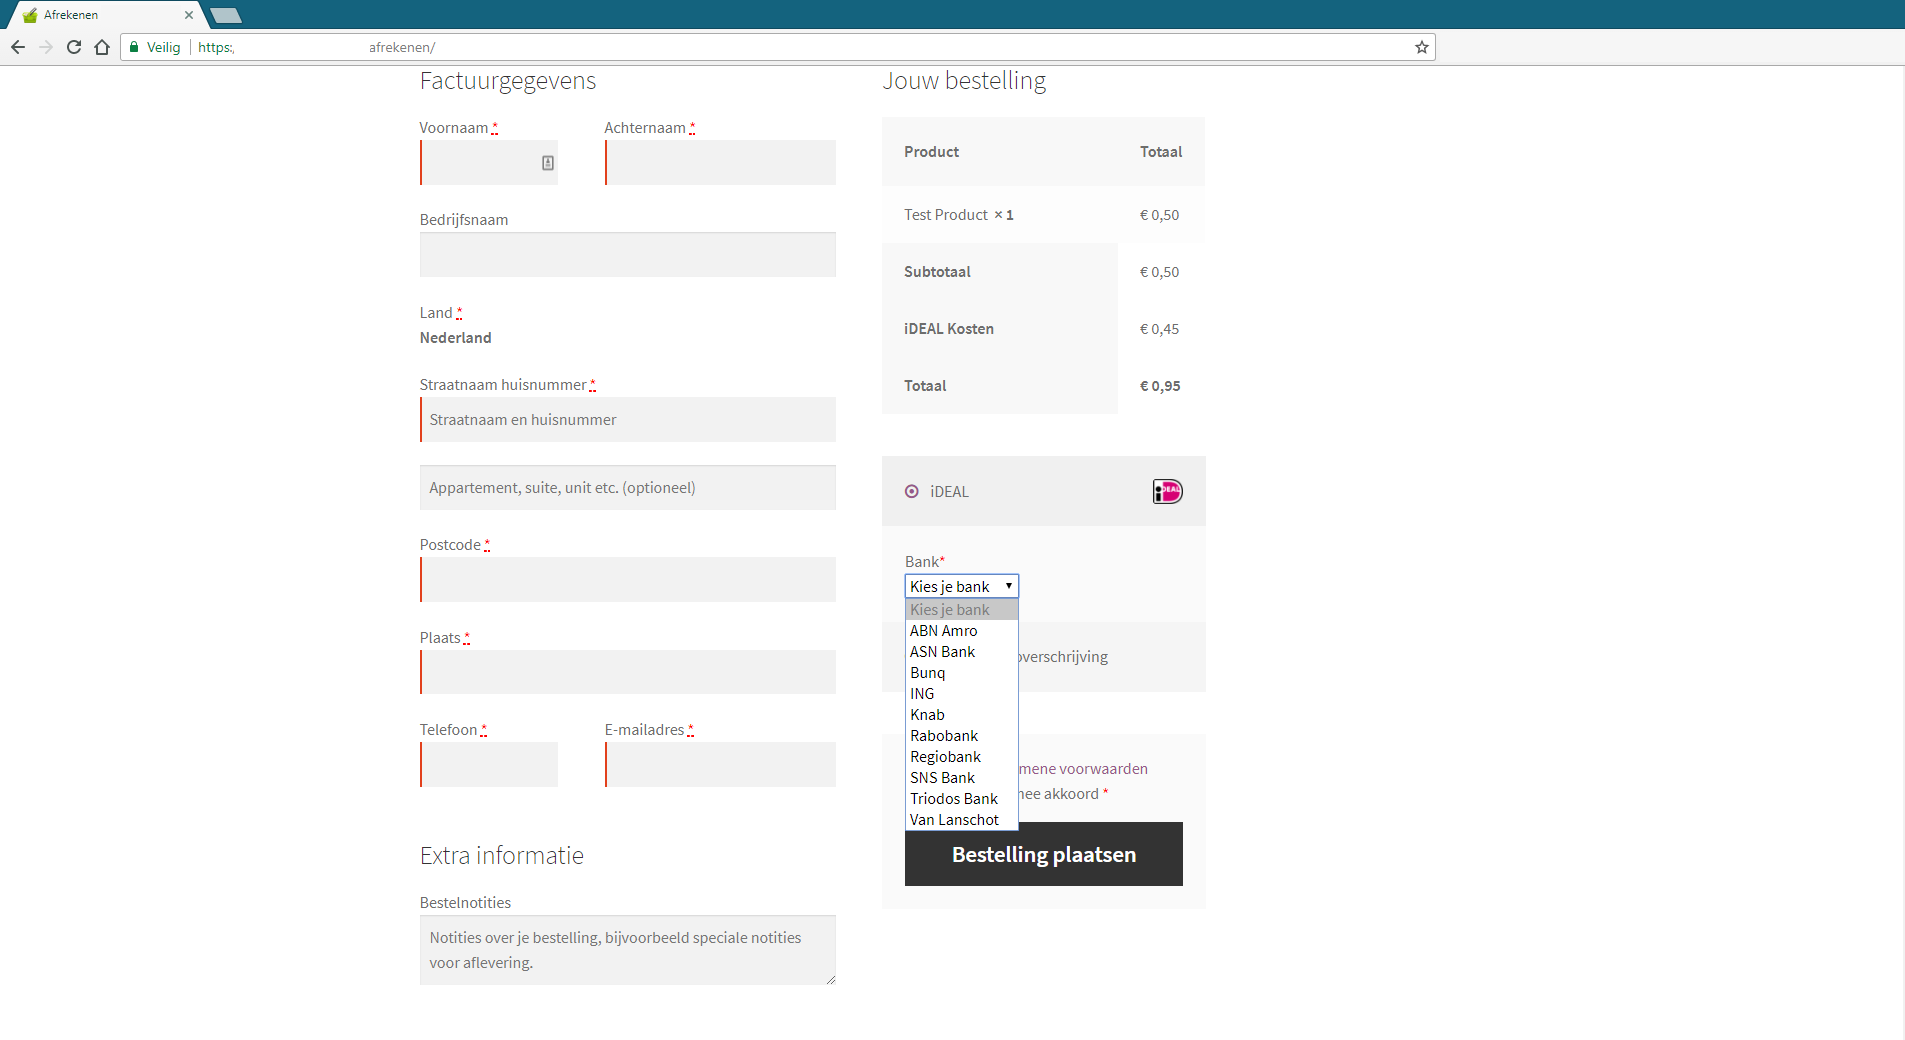 Afrekenen
Veilig
https:
afrekenen/
Factuurgegevens
Voornaam *
Achternaam *
Bedrijfsnaam
Land *
Nederland
Straatnaam huisnummer *
Straatnaam en huisnummer
Appartement, suite, unit etc. (optioneel)
Postcode *
Plaats *
Telefoon *
E-mailadres *
Extra informatie
Bestelnotities
Notities over je bestelling, bijvoorbeeld speciale notities
voor aflevering.
Jouw bestelling
Product Totaal
Test Product × 1 € 0,50
Subtotaal € 0,50
iDEAL Kosten € 0,45
Totaal € 0,95
iDEAL
iDEAL
Bank*
Kies je bank
Kies je bank
ABN Amro
ASN Bank
Bunq
ING
Knab
Rabobank
Regiobank
SNS Bank
Triodos Bank
Van Lanschot
overschrijving
mene voorwaarden
mee akkoord *
Bestelling plaatsen